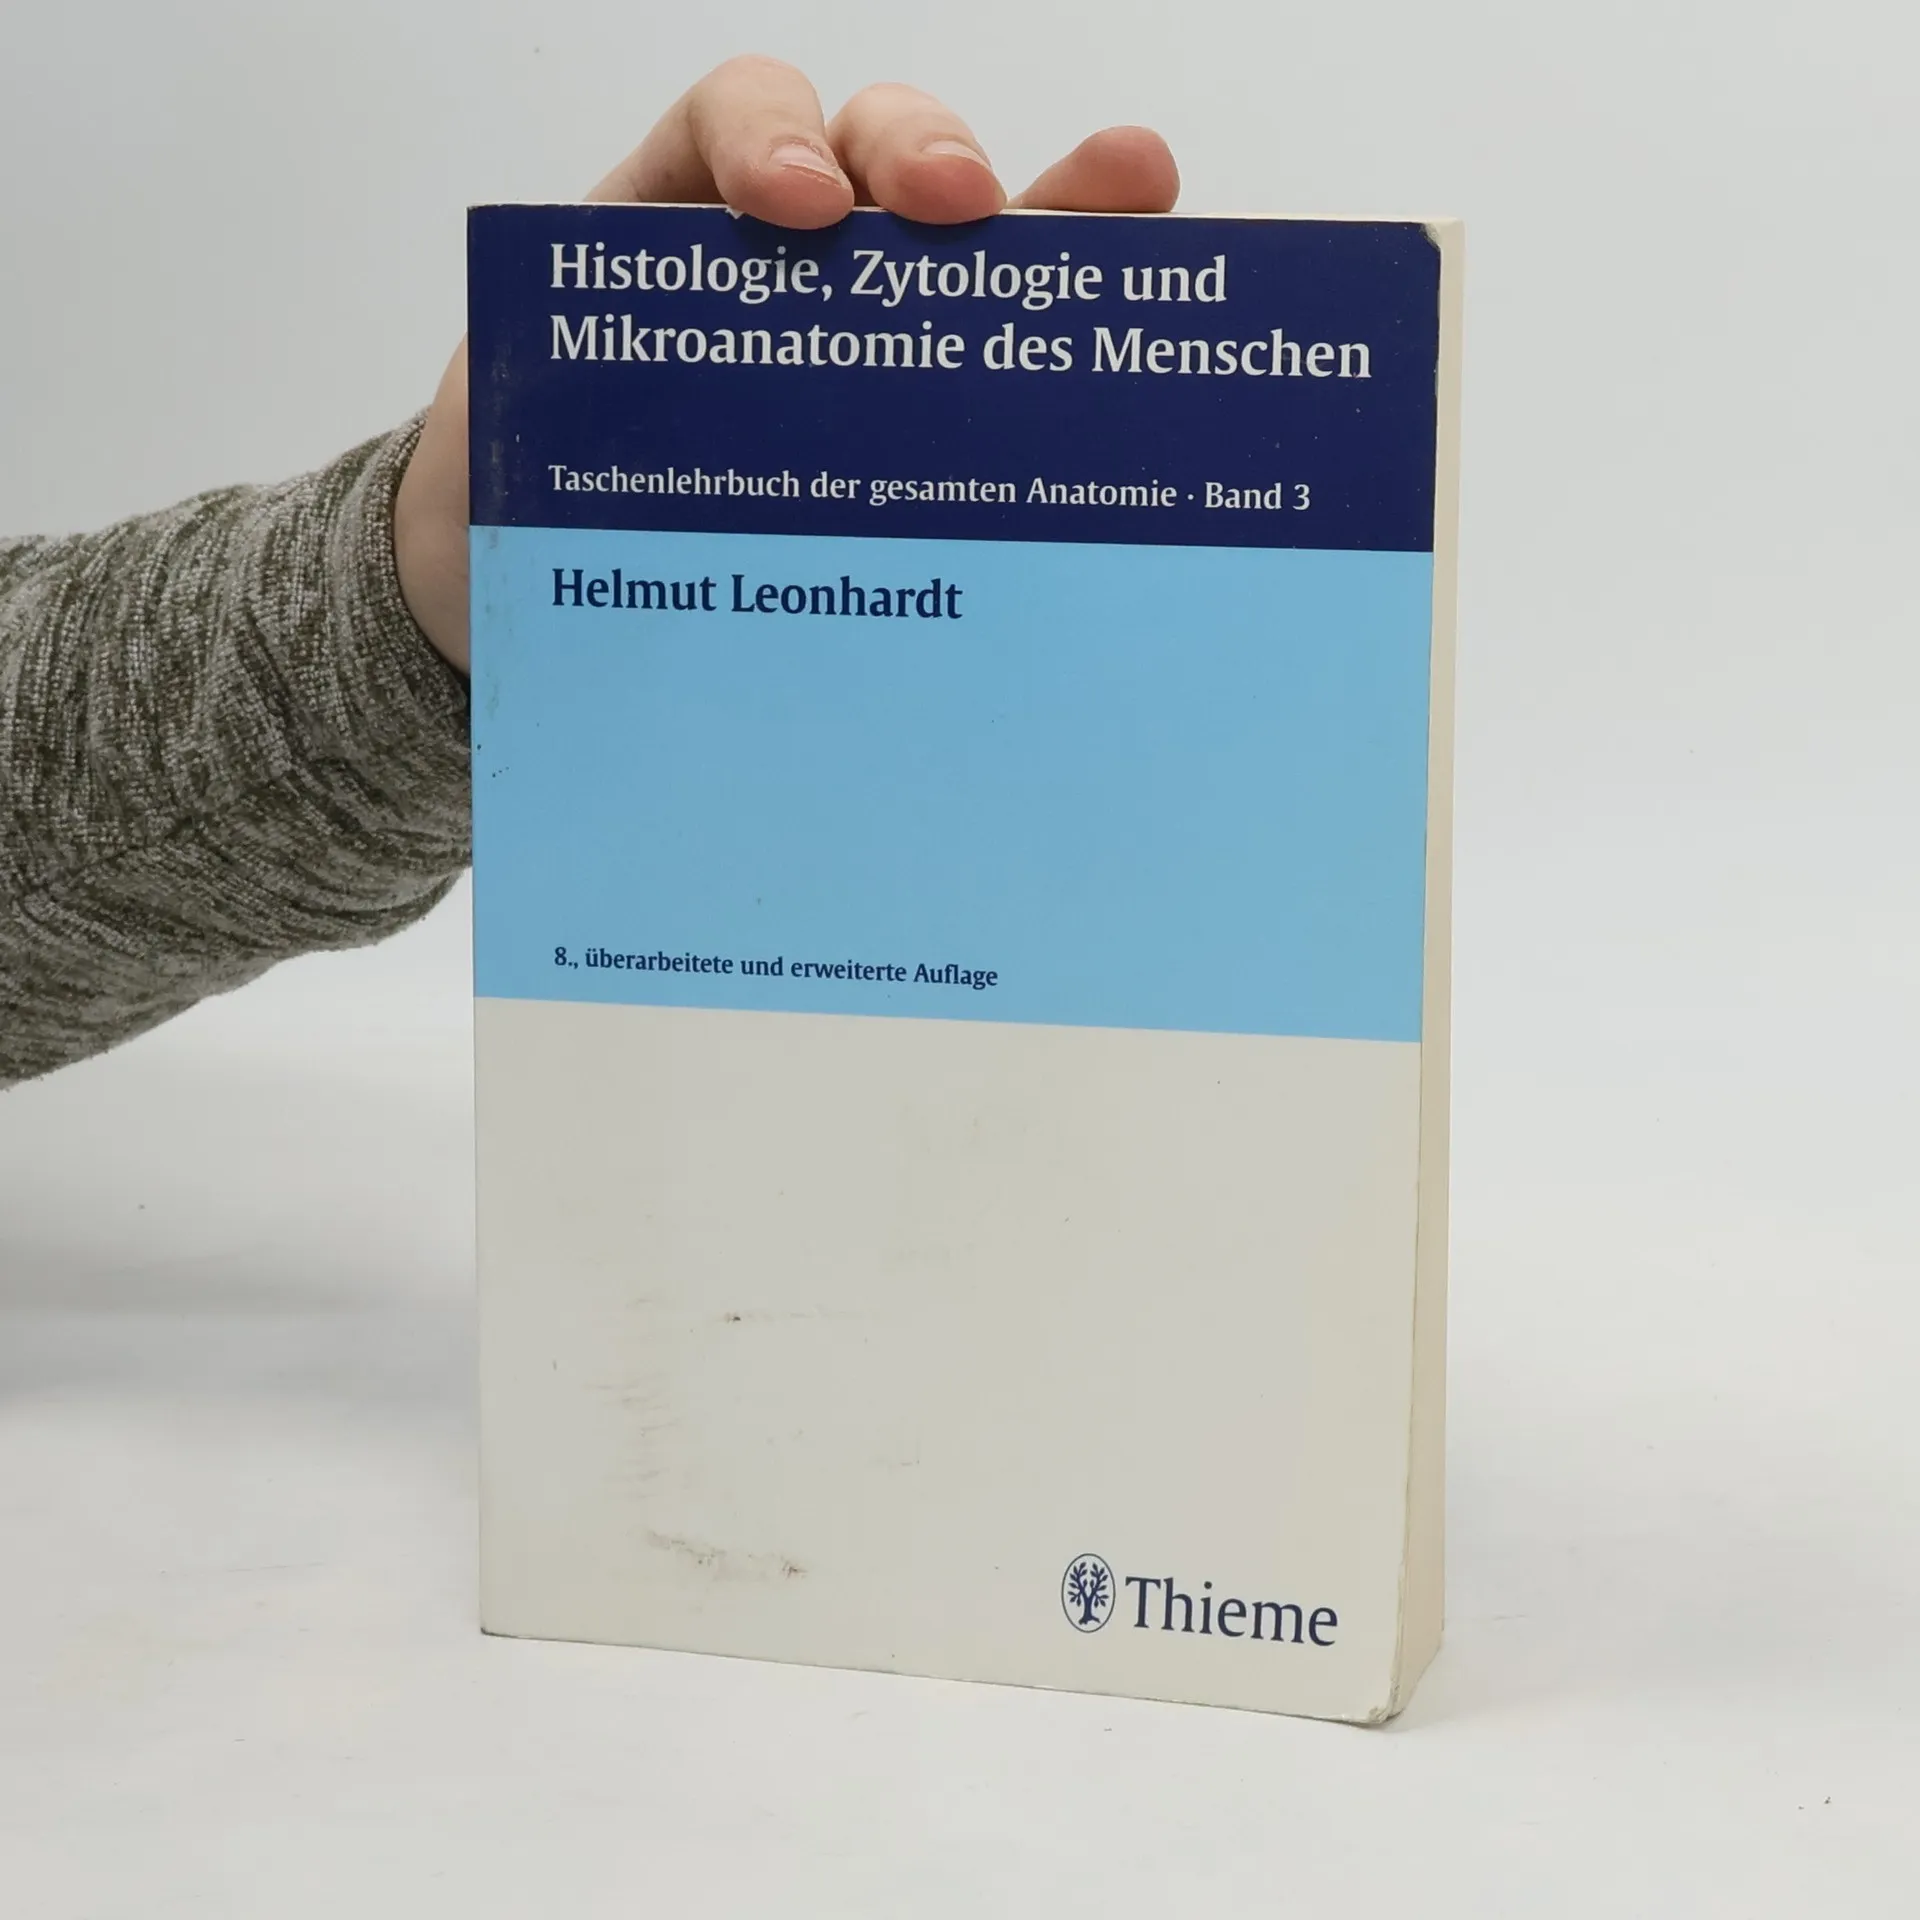 Histologie, Zytologie und
Mikroanatomie des Menschen
Taschenlehrbuch der gesamten Anatomie · Band 3
Helmut Leonhardt
8., überarbeitete und erweiterte Auflage
Thieme